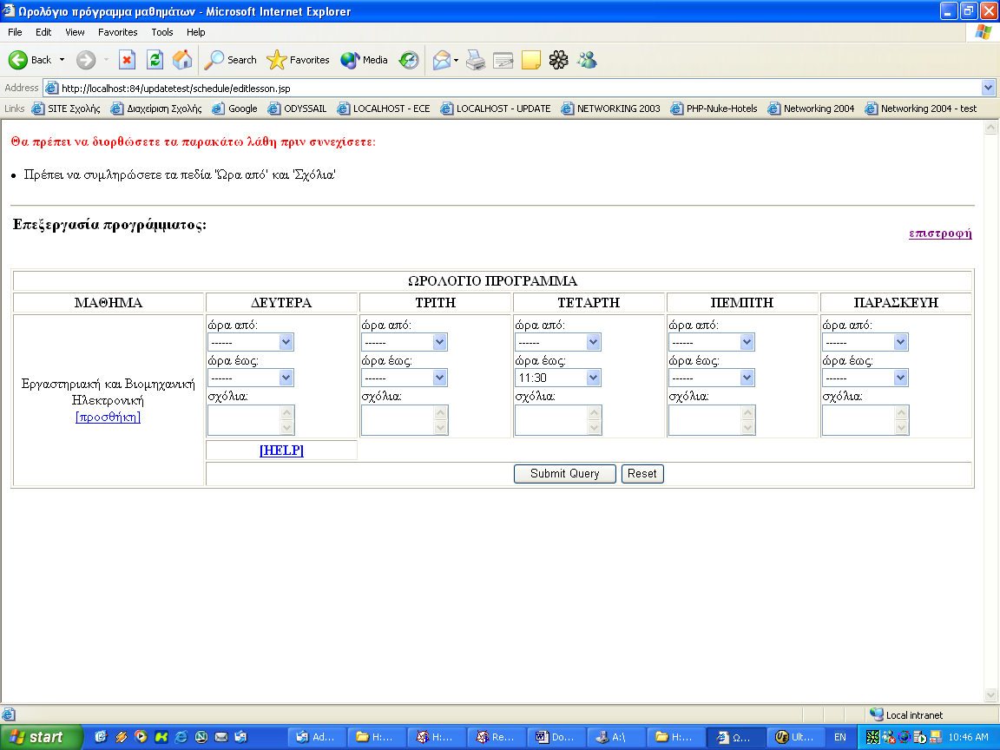 Ωρολόγιο πρόγραμμα μαθημάτων - Microsoft Internet Explorer
File Edit View Favorites Tools Help
Back Search Favorites Media
Address http://localhost:84/updatetest/schedule/editlesson.jsp
Links SITE Σχολής Διαχείριση Σχολής Google ODYSSAIL LOCALHOST - ECE LOCALHOST - UPDATE NETWORKING 2003 PHP-Nuke-Hotels Networking 2004 Networking 2004 - test
Θα πρέπει να διορθώσετε τα παρακάτω λάθη πριν συνεχίσετε:
• Πρέπει να συμληρώσετε τα πεδία 'Ώρα από' και 'Σχόλια'
Επεξεργασία προγράμματος:
επιστροφή
ΩΡΟΛΟΓΙΟ ΠΡΟΓΡΑΜΜΑ
ΜΑΘΗΜΑ ΔΕΥΤΕΡΑ ΤΡΙΤΗ ΤΕΤΑΡΤΗ ΠΕΜΠΤΗ ΠΑΡΑΣΚΕΥΗ
ώρα από: ώρα από: ώρα από: ώρα από: ώρα από:
------ ------ ------ ------ ------
ώρα έως: ώρα έως: ώρα έως: ώρα έως: ώρα έως:
------ ------ 11:30 ------ ------
Εργαστηριακή και Βιομηχανική
Ηλεκτρονική
[προσθήκη]
σχόλια: σχόλια: σχόλια: σχόλια: σχόλια:
[HELP]
Submit Query Reset
Local intranet
start Ad... H:... H:... Re... Do... A:\ H:... Ω... Ult... EN 10:46 AM